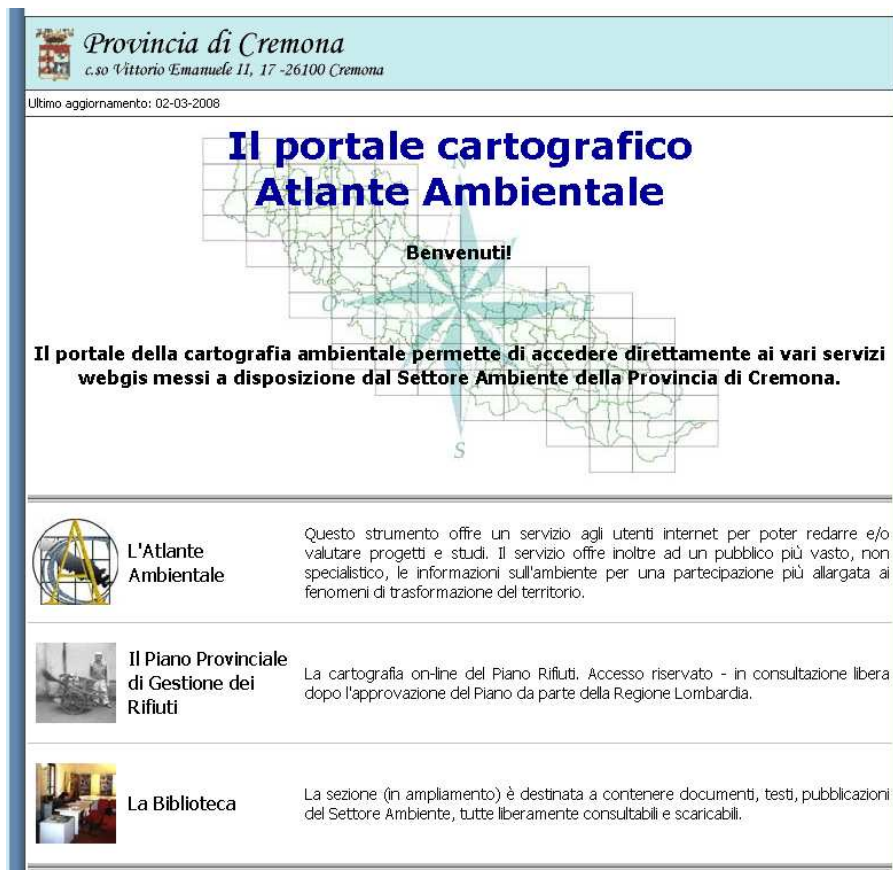 Provincia di Cremona
c.so Vittorio Emanuele II, 17 -26100 Cremona
Ultimo aggiornamento: 02-03-2008
Il portale cartografico
Atlante Ambientale
N
Benvenuti!
O
E
Il portale della cartografia ambientale permette di accedere direttamente ai vari servizi
webgis messi a disposizione dal Settore Ambiente della Provincia di Cremona.
S
L'Atlante
Ambientale
Questo strumento offre un servizio agli utenti internet per poter redarre e/o
valutare progetti e studi. Il servizio offre inoltre ad un pubblico più vasto, non
specialistico, le informazioni sull'ambiente per una partecipazione più allargata ai
fenomeni di trasformazione del territorio.
Il Piano Provinciale
di Gestione dei
Rifiuti
La cartografia on-line del Piano Rifiuti. Accesso riservato - in consultazione libera
dopo l'approvazione del Piano da parte della Regione Lombardia.
La Biblioteca
La sezione (in ampliamento) è destinata a contenere documenti, testi, pubblicazioni
del Settore Ambiente, tutte liberamente consultabili e scaricabili.